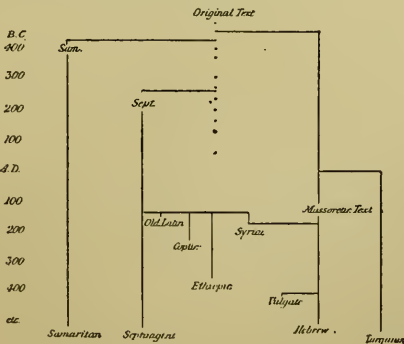 Original Text
B.C.
400 Sam.
300
Sept.
200
100
A.D.
100
Massoretic Text
Old Latin
200 Coptic Syriac
300
Ethiopic
400 Vulgate
etc.
Samaritan Septuagint Hebrew. Targums